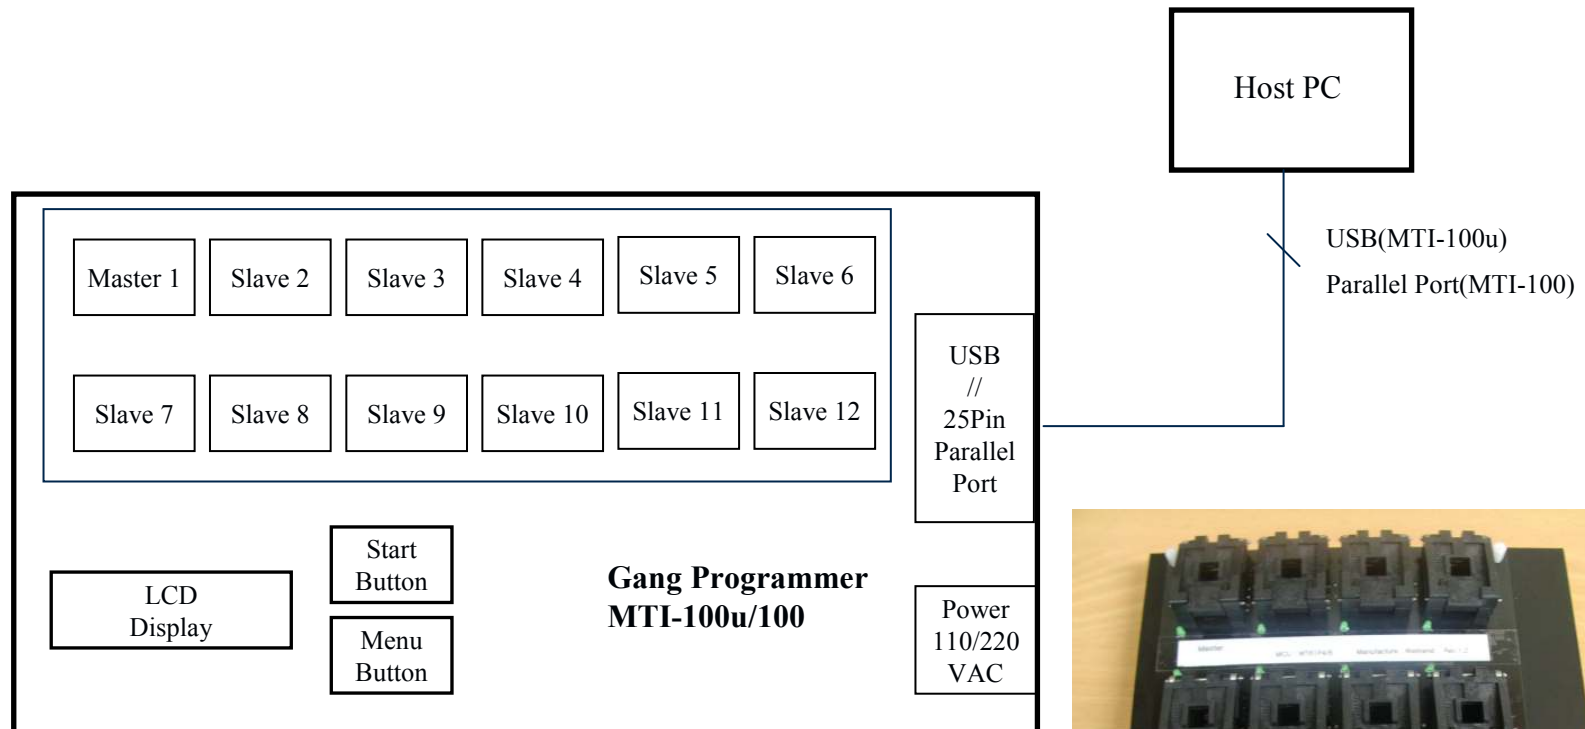 Host PC
USB(MTI-100u)
Parallel Port(MTI-100)
Master 1
Slave 2
Slave 3
Slave 4
Slave 5
Slave 6
Slave 7
Slave 8
Slave 9
Slave 10
Slave 11
Slave 12
USB
//
25Pin
Parallel
Port
LCD
Display
Start
Button
Menu
Button
Gang Programmer
MTI-100u/100
Power
110/220
VAC
Master